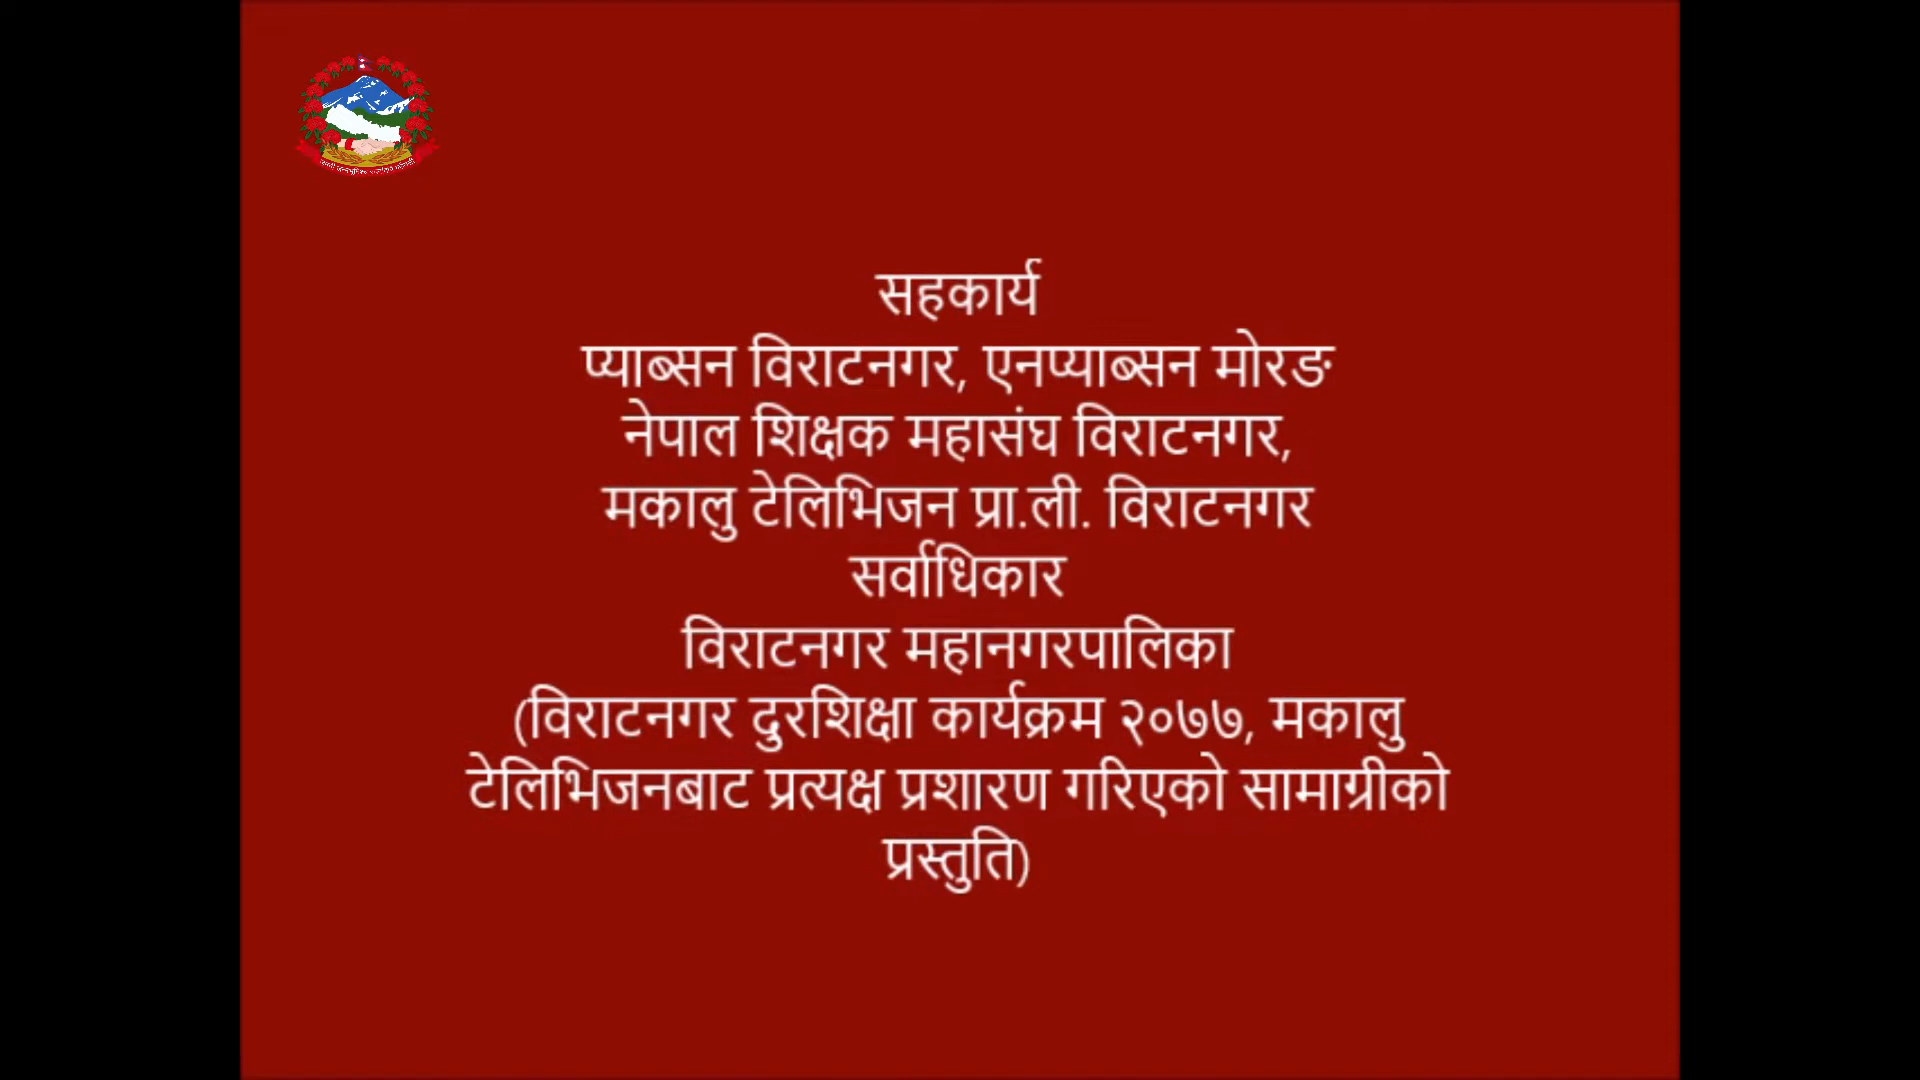 सहकार्य
प्याब्सन विराटनगर, एनप्याब्सन मोरङ
नेपाल शिक्षक महासंघ विराटनगर,
मकालु टेलिभिजन प्रा.ली. विराटनगर
सर्वाधिकार
विराटनगर महानगरपालिका
(विराटनगर दुरशिक्षा कार्यक्रम २०७७, मकालु
टेलिभिजनबाट प्रत्यक्ष प्रशारण गरिएको सामाग्रीको
प्रस्तुति)